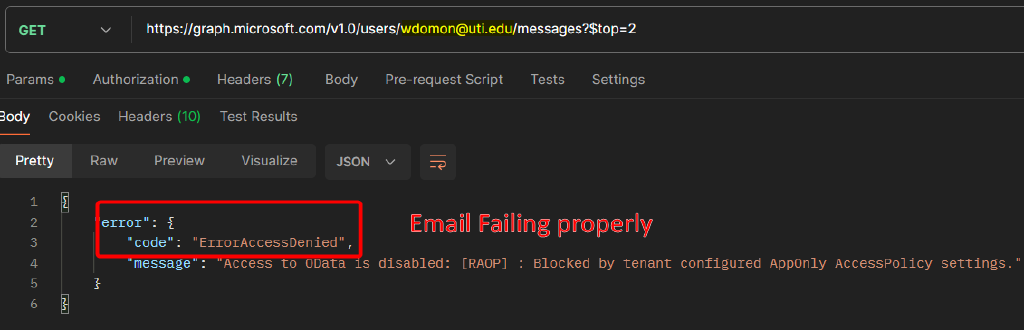 GET https://graph.microsoft.com/v1.0/users/wdomon@uti.edu/messages?$top=2
Params Authorization Headers (7) Body Pre-request Script Tests Settings
Body Cookies Headers (10) Test Results
Pretty Raw Preview Visualize JSON
1 {
2 "error": {
Email Failing properly
3 "code": "ErrorAccessDenied",
4 "message": "Access to OData is disabled: [RAOP] : Blocked by tenant configured AppOnly AccessPolicy settings."
5 }
6 }